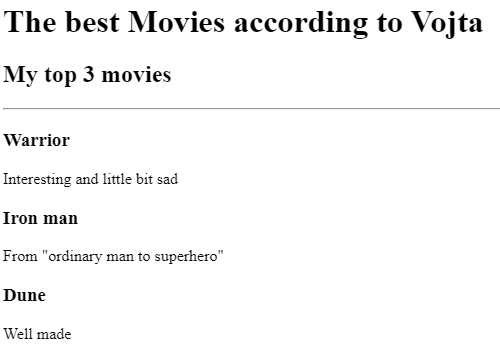 The best Movies according to Vojta
My top 3 movies
Warrior
Interesting and little bit sad
Iron man
From "ordinary man to superhero"
Dune
Well made